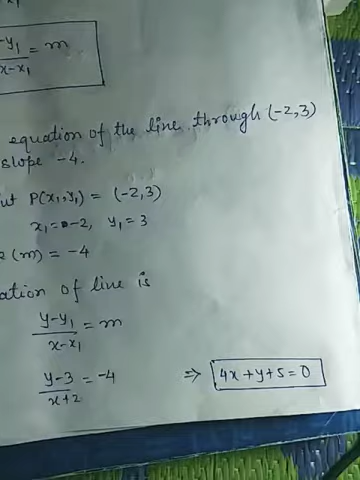 -y₁/x-x₁ = m
equation of the line through (-2,3)
slope -4.
P(x₁,y₁) = (-2,3)
x₁=-2, y₁=3
(m) = -4
ation of line is
y-y₁/x-x₁ = m
y-3/x+2 = -4 ⇒ 4x+y+5=0